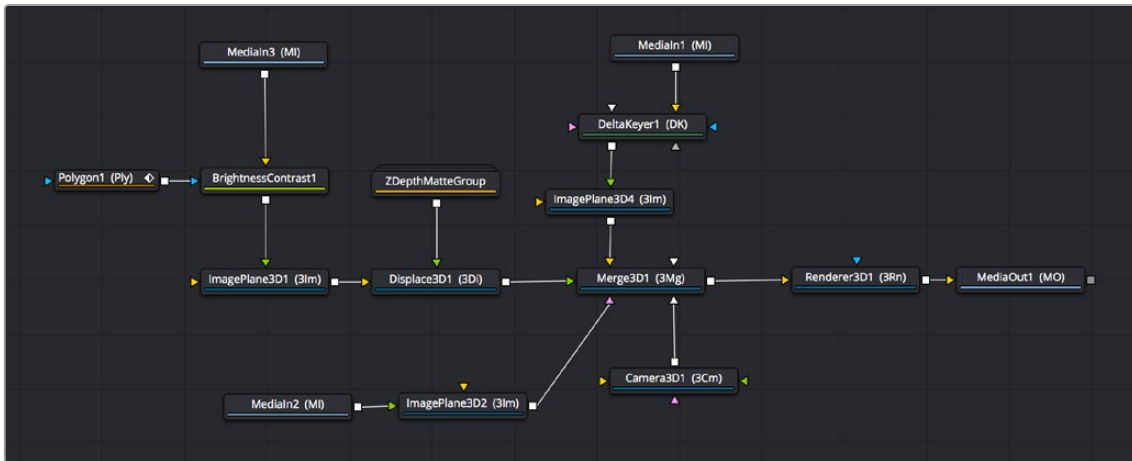 MediaIn3 (MI)
MediaIn1 (MI)
DeltaKeyer1 (DK)
Polygon1 (Ply)
BrightnessContrast1
ZDepthMatteGroup
ImagePlane3D4 (3Im)
ImagePlane3D1 (3Im)
Displace3D1 (3Di)
Merge3D1 (3Mg)
Renderer3D1 (3Rn)
MediaOut1 (MO)
Camera3D1 (3Cm)
MediaIn2 (MI)
ImagePlane3D2 (3Im)